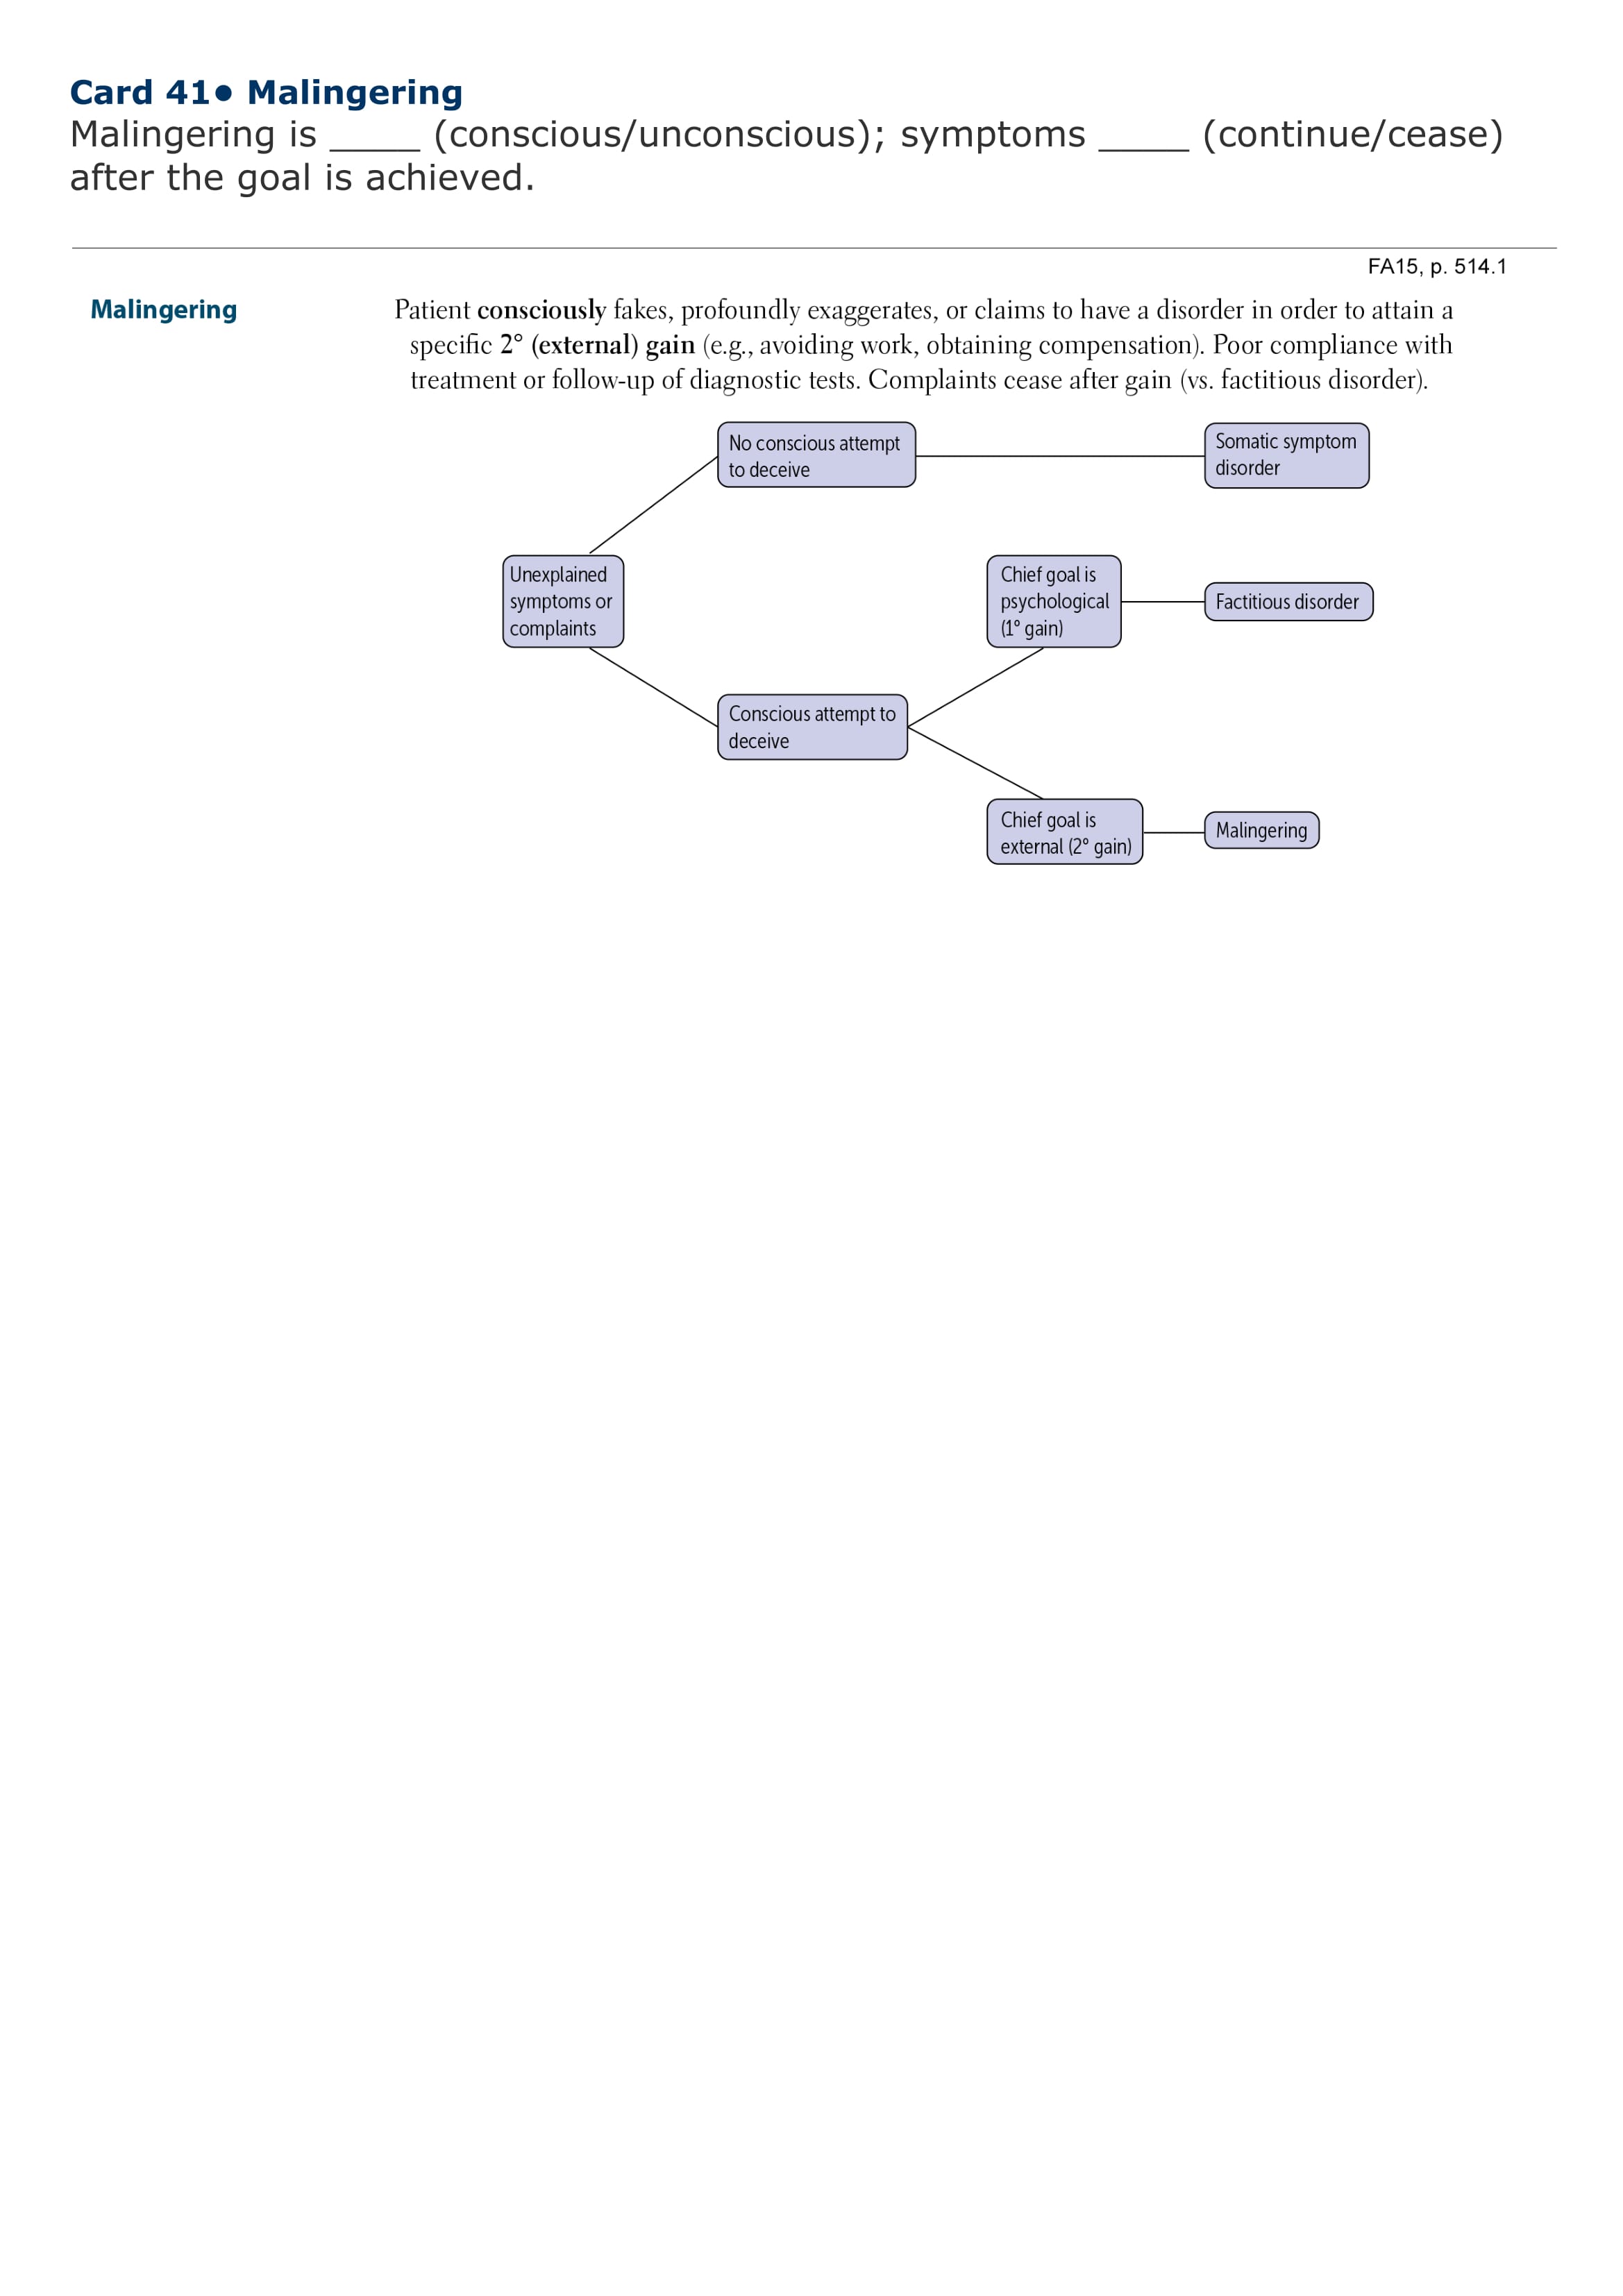 Card 41● Malingering
Malingering is _____ (conscious/unconscious); symptoms _____ (continue/cease)
after the goal is achieved.
FA15, p. 514.1
Malingering
Patient consciously fakes, profoundly exaggerates, or claims to have a disorder in order to attain a
specific 2° (external) gain (e.g., avoiding work, obtaining compensation). Poor compliance with
treatment or follow-up of diagnostic tests. Complaints cease after gain (vs. factitious disorder).
No conscious attempt
to deceive
Somatic symptom
disorder
Unexplained
symptoms or
complaints
Chief goal is
psychological
(1° gain)
Factitious disorder
Conscious attempt to
deceive
Chief goal is
external (2° gain)
Malingering